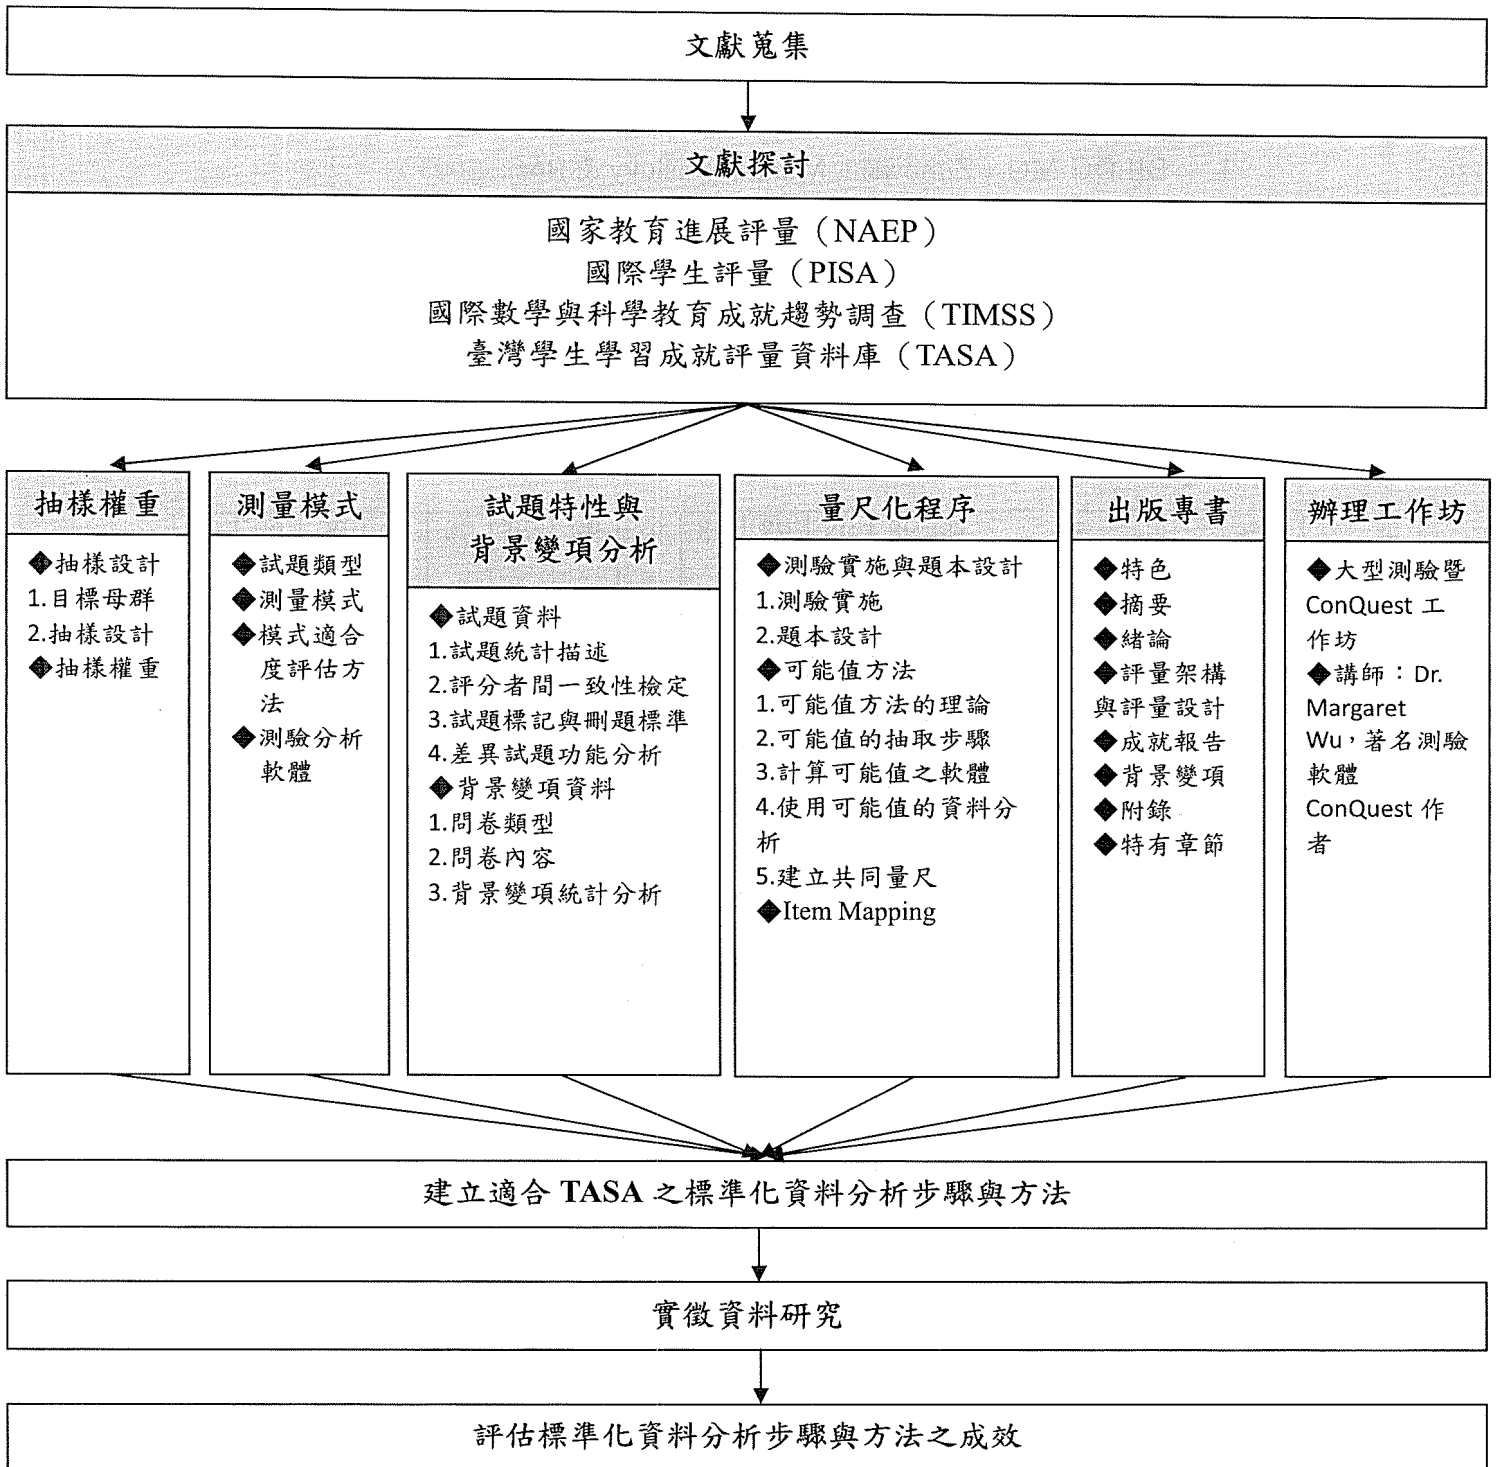 文獻蒐集
文獻探討
國家教育進展評量（NAEP）
國際學生評量（PISA）
國際數學與科學教育成就趨勢調查（TIMSS）
臺灣學生學習成就評量資料庫（TASA）
抽樣權重
◆抽樣設計
1.目標母群
2.抽樣設計
◆抽樣權重
測量模式
◆試題類型
◆測量模式
◆模式適合
度評估方
法
◆測驗分析
軟體
試題特性與
背景變項分析
◆試題資料
1.試題統計描述
2.評分者間一致性檢定
3.試題標記與刪題標準
4.差異試題功能分析
◆背景變項資料
1.問卷類型
2.問卷內容
3.背景變項統計分析
量尺化程序
◆測驗實施與題本設計
1.測驗實施
2.題本設計
◆可能值方法
1.可能值方法的理論
2.可能值的抽取步驟
3.計算可能值之軟體
4.使用可能值的資料分
析
5.建立共同量尺
◆Item Mapping
出版專書
◆特色
◆摘要
◆緒論
◆評量架構
與評量設計
◆成就報告
◆背景變項
◆附錄
◆特有章節
辦理工作坊
◆大型測驗暨
ConQuest 工
作坊
◆講師：Dr.
Margaret
Wu，著名測驗
軟體
ConQuest 作
者
建立適合 TASA 之標準化資料分析步驟與方法
實徵資料研究
評估標準化資料分析步驟與方法之成效